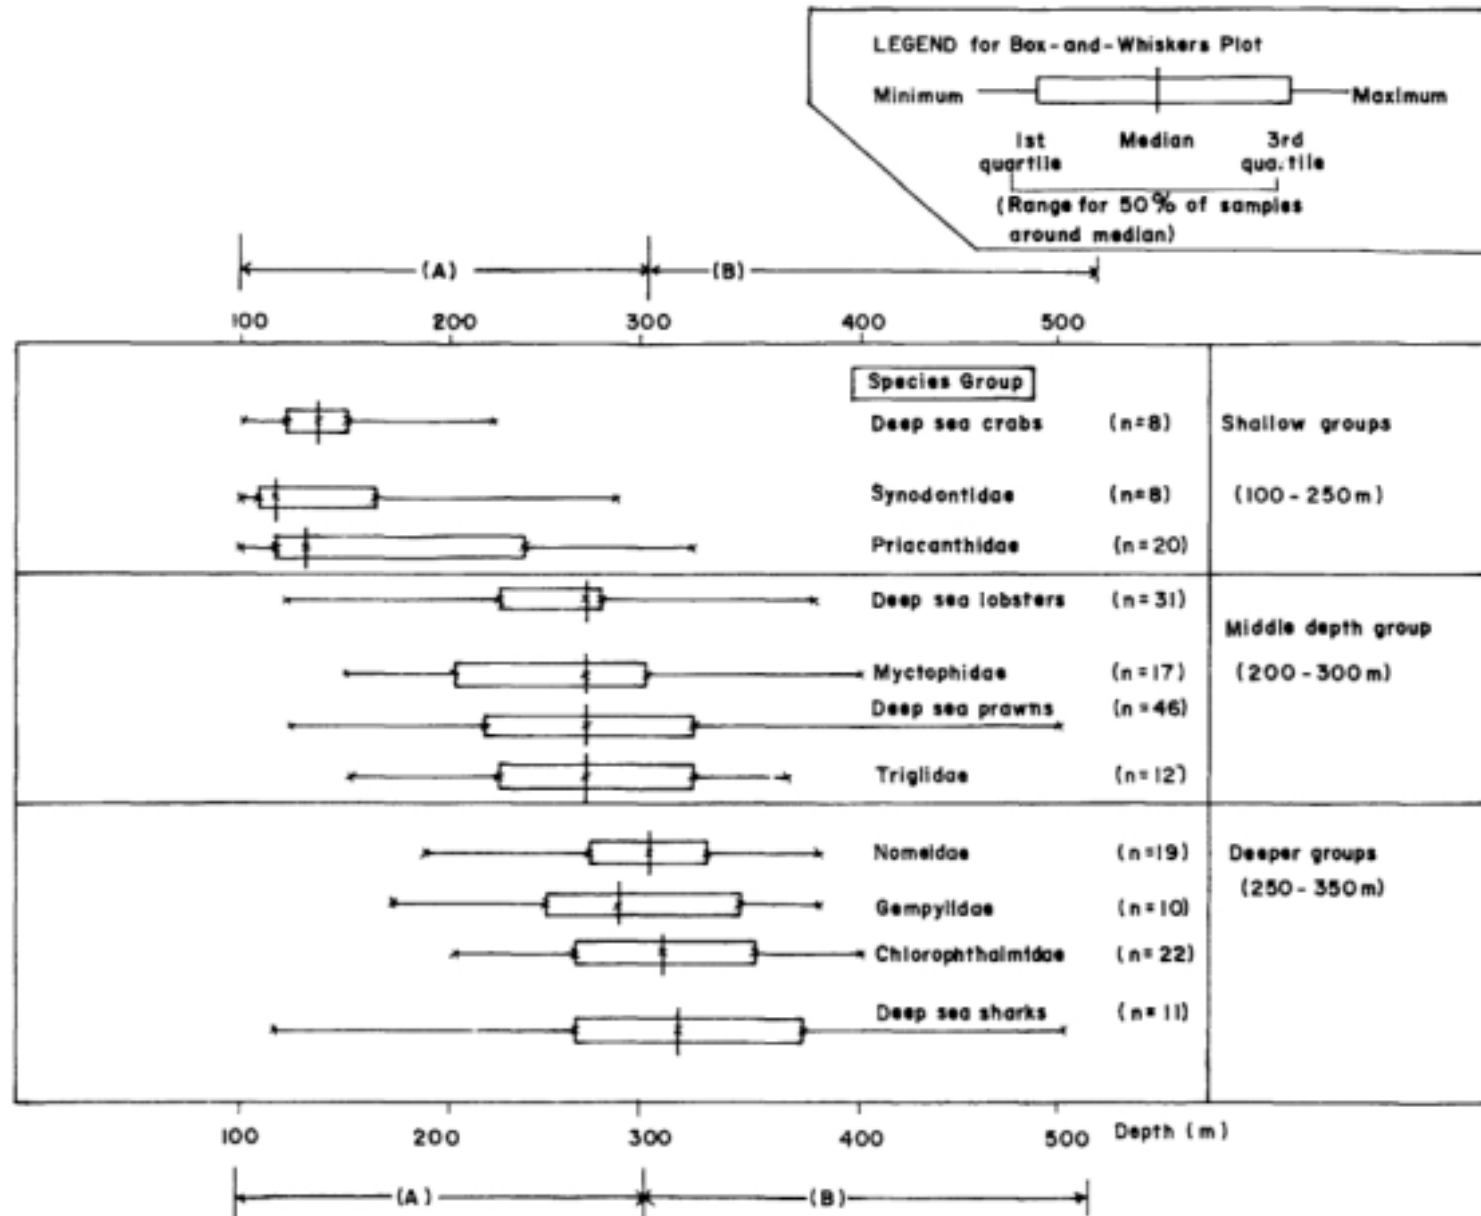 LEGEND for Box-and-Whiskers Plot
Minimum Maximum
1st Median 3rd
quartile qua.tile
(Range for 50% of samples
around median)
(A) (B)
100 200 300 400 500
Species Group
Deep sea crabs (n=8) Shallow groups
Synodontidae (n=8) (100-250m)
Priacanthidae (n=20)
Deep sea lobsters (n=31)
Middle depth group
Myctophidae (n=17) (200-300m)
Deep sea prawns (n=46)
Triglidae (n=12)
Nomeidae (n=19) Deeper groups
(250-350m)
Gempylidae (n=10)
Chlorophthalmidae (n=22)
Deep sea sharks (n=11)
100 200 300 400 500 Depth (m)
(A) (B)